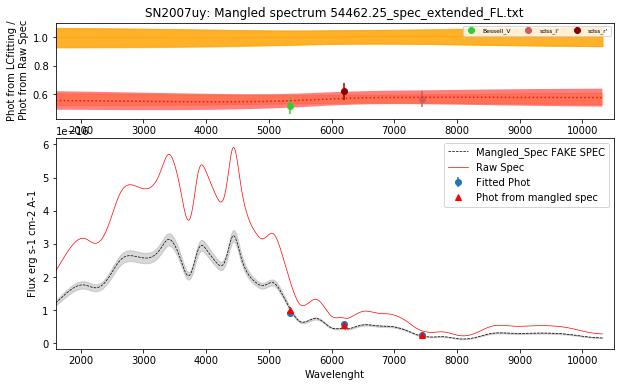 SN2007uy: Mangled spectrum 54462.25_spec_extended_FL.txt
Phot from LCfitting /
Phot from Raw Spec
1.0
0.8
0.6
Bessell_V
sdss_i'
sdss_r'
2000 3000 4000 5000 6000 7000 8000 9000 10000
1e−16
Flux erg s-1 cm-2 A-1
6
5
4
3
2
1
0
Mangled_Spec FAKE SPEC
Raw Spec
Fitted Phot
Phot from mangled spec
2000 3000 4000 5000 6000 7000 8000 9000 10000
Wavelenght